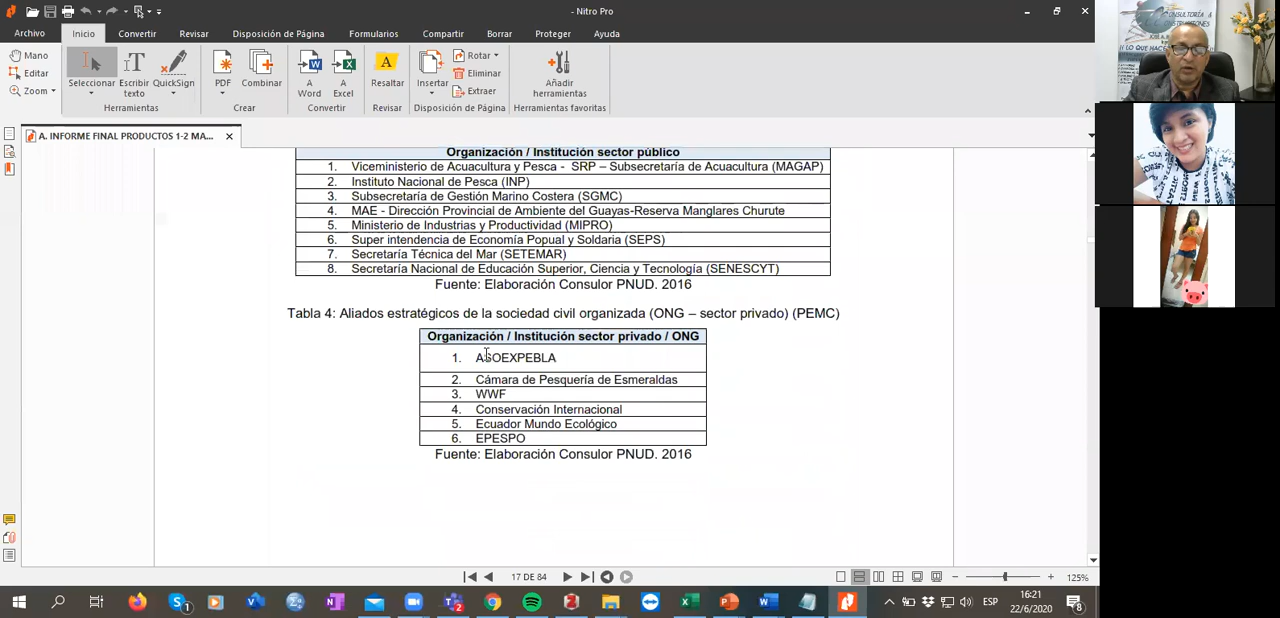 - Nitro Pro
Archivo Inicio Convertir Revisar Disposición de Página Formularios Compartir Borrar Proteger Ayuda
Mano
Editar
Zoom
Seleccionar
Escribir texto
QuickSign
Herramientas
PDF
Combinar
Crear
A Word
A Excel
Convertir
Resaltar
Revisar
Insertar
Rotar
Eliminar
Extraer
Disposición de Página
Añadir herramientas
Herramientas favoritas
A. INFORME FINAL PRODUCTOS 1-2 MA...
Organización / Institución sector público
1. Viceministerio de Acuacultura y Pesca - SRP – Subsecretaría de Acuacultura (MAGAP)
2. Instituto Nacional de Pesca (INP)
3. Subsecretaría de Gestión Marino Costera (SGMC)
4. MAE - Dirección Provincial de Ambiente del Guayas-Reserva Manglares Churute
5. Ministerio de Industrias y Productividad (MIPRO)
6. Super intendencia de Economía Popual y Soldaria (SEPS)
7. Secretaría Técnica del Mar (SETEMAR)
8. Secretaría Nacional de Educación Superior, Ciencia y Tecnología (SENESCYT)
Fuente: Elaboración Consulor PNUD. 2016
Tabla 4: Aliados estratégicos de la sociedad civil organizada (ONG – sector privado) (PEMC)
Organización / Institución sector privado / ONG
1. ASOEXPEBLA
2. Cámara de Pesquería de Esmeraldas
3. WWF
4. Conservación Internacional
5. Ecuador Mundo Ecológico
6. EPESPO
Fuente: Elaboración Consulor PNUD. 2016
17 DE 84
125%
ESP
16:21
22/6/2020